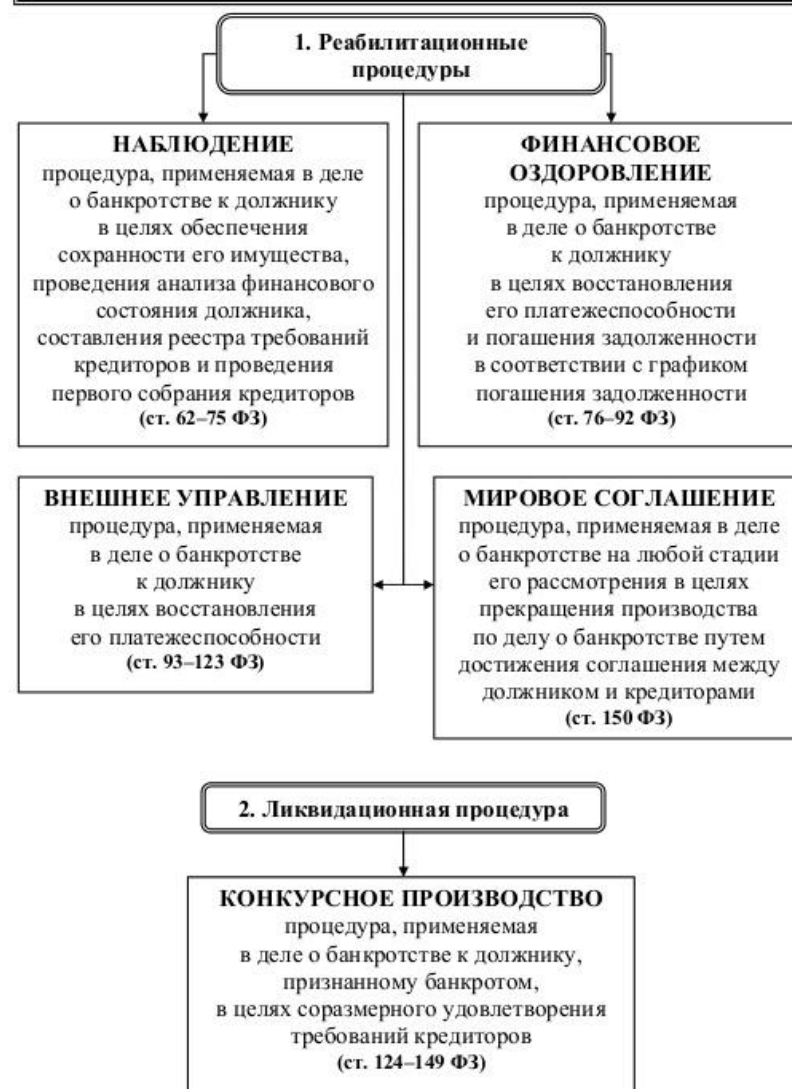 1. Реабилитационные
процедуры
НАБЛЮДЕНИЕ
процедура, применяемая в деле
о банкротстве к должнику
в целях обеспечения
сохранности его имущества,
проведения анализа финансового
состояния должника,
составления реестра требований
кредиторов и проведения
первого собрания кредиторов
(ст. 62–75 ФЗ)
ФИНАНСОВОЕ
ОЗДОРОВЛЕНИЕ
процедура, применяемая
в деле о банкротстве
к должнику
в целях восстановления
его платежеспособности
и погашения задолженности
в соответствии с графиком
погашения задолженности
(ст. 76–92 ФЗ)
ВНЕШНЕЕ УПРАВЛЕНИЕ
процедура, применяемая
в деле о банкротстве
к должнику
в целях восстановления
его платежеспособности
(ст. 93–123 ФЗ)
МИРОВОЕ СОГЛАШЕНИЕ
процедура, применяемая в деле
о банкротстве на любой стадии
его рассмотрения в целях
прекращения производства
по делу о банкротстве путем
достижения соглашения между
должником и кредиторами
(ст. 150 ФЗ)
2. Ликвидационная процедура
КОНКУРСНОЕ ПРОИЗВОДСТВО
процедура, применяемая
в деле о банкротстве к должнику,
признанному банкротом,
в целях соразмерного удовлетворения
требований кредиторов
(ст. 124–149 ФЗ)